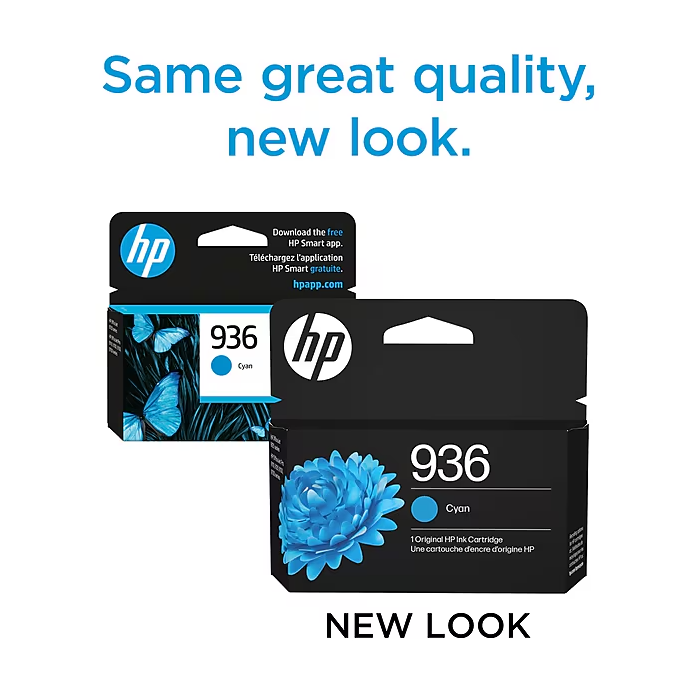 Same great quality,
new look.
hp
Download the free
HP Smart app.
Téléchargez l'application
HP Smart gratuite.
hpapp.com
936
Cyan
hp
936
Cyan
1 Original HP Ink Cartridge
Une cartouche d'encre d'origine HP
NEW LOOK